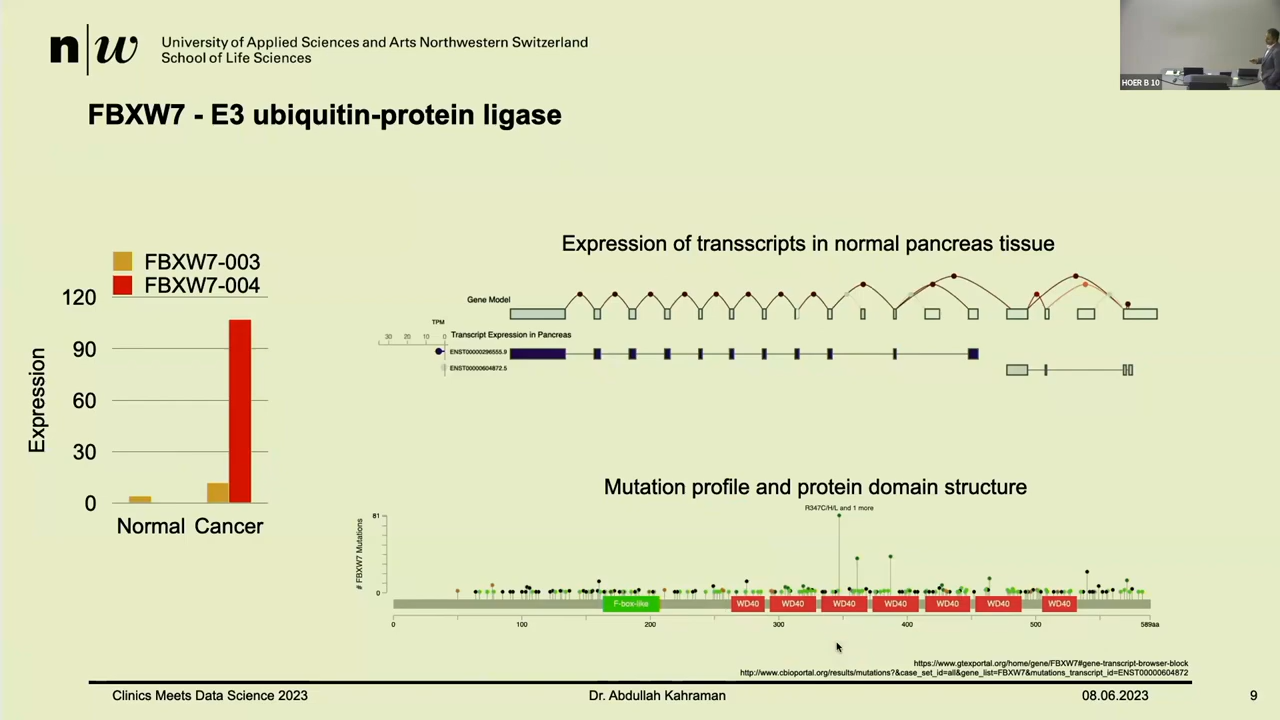 n|w
University of Applied Sciences and Arts Northwestern Switzerland
School of Life Sciences
HOER B 10
FBXW7 - E3 ubiquitin-protein ligase
FBXW7-003
FBXW7-004
120
90
60
30
0
Expression
Normal Cancer
Expression of transscripts in normal pancreas tissue
Gene Model
TPM
30 20 10 0
Transcript Expression in Pancreas
ENST00000296555.9
ENST00000604872.5
Mutation profile and protein domain structure
R347C/H/L and 1 more
81
# FBXW7 Mutations
0
F-box-like
WD40 WD40 WD40 WD40 WD40 WD40 WD40
0 100 200 300 400 500 589aa
https://www.gtexportal.org/home/gene/FBXW7#gene-transcript-browser-block
http://www.cbioportal.org/results/mutations?&case_set_id=all&gene_list=FBXW7&mutations_transcript_id=ENST00000604872
Clinics Meets Data Science 2023
Dr. Abdullah Kahraman
08.06.2023
9